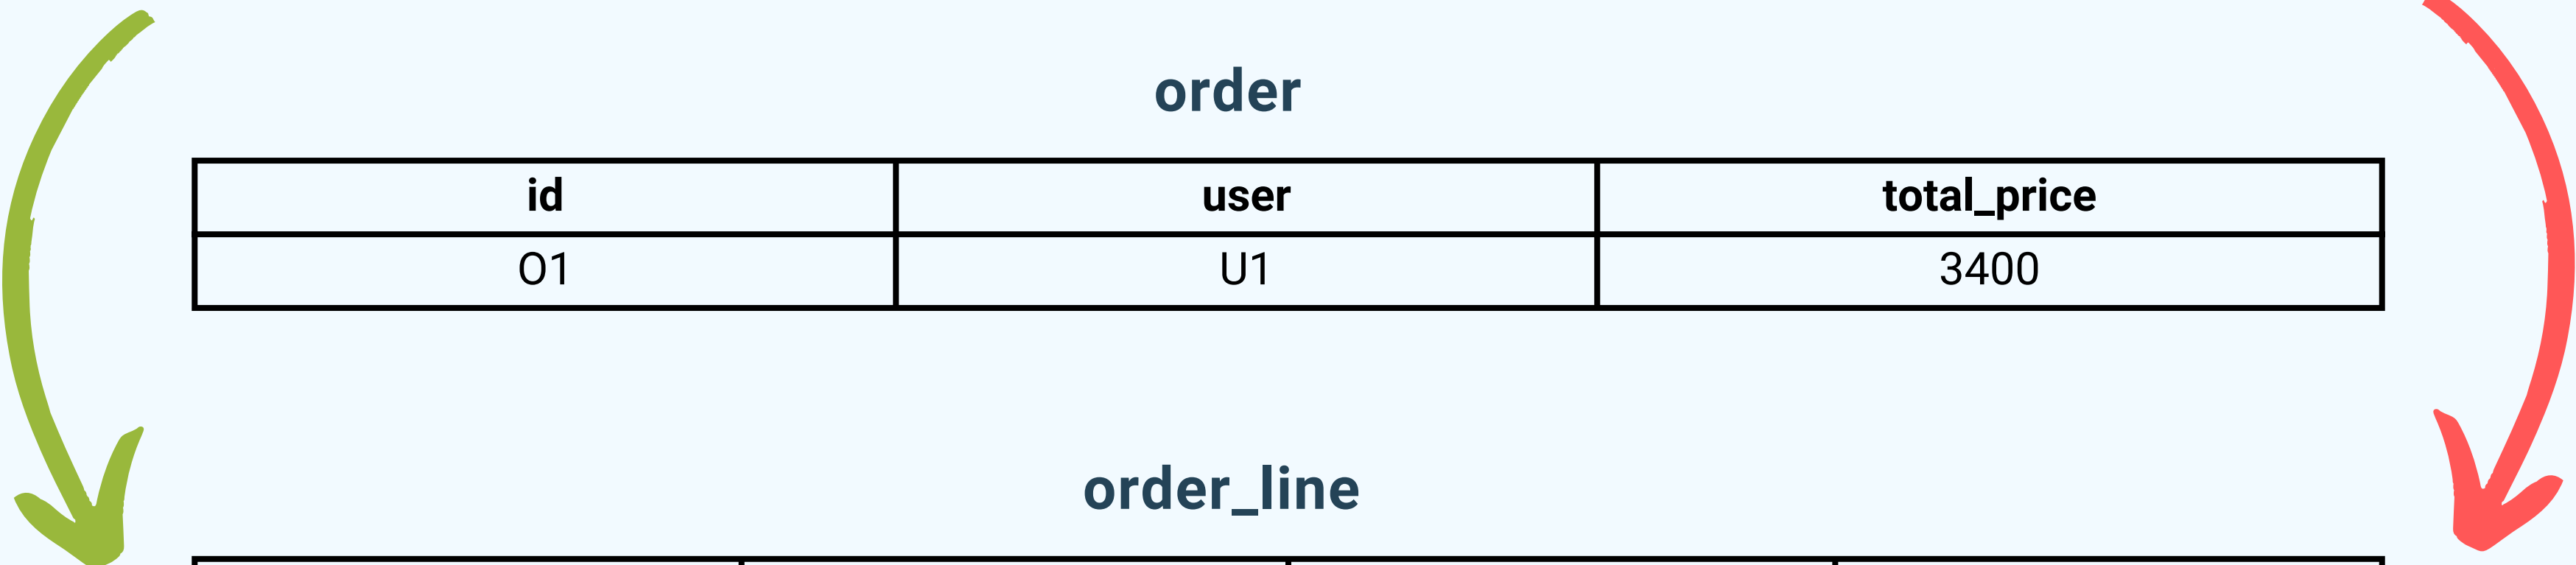 order
id user total_price
O1 U1 3400
order_line